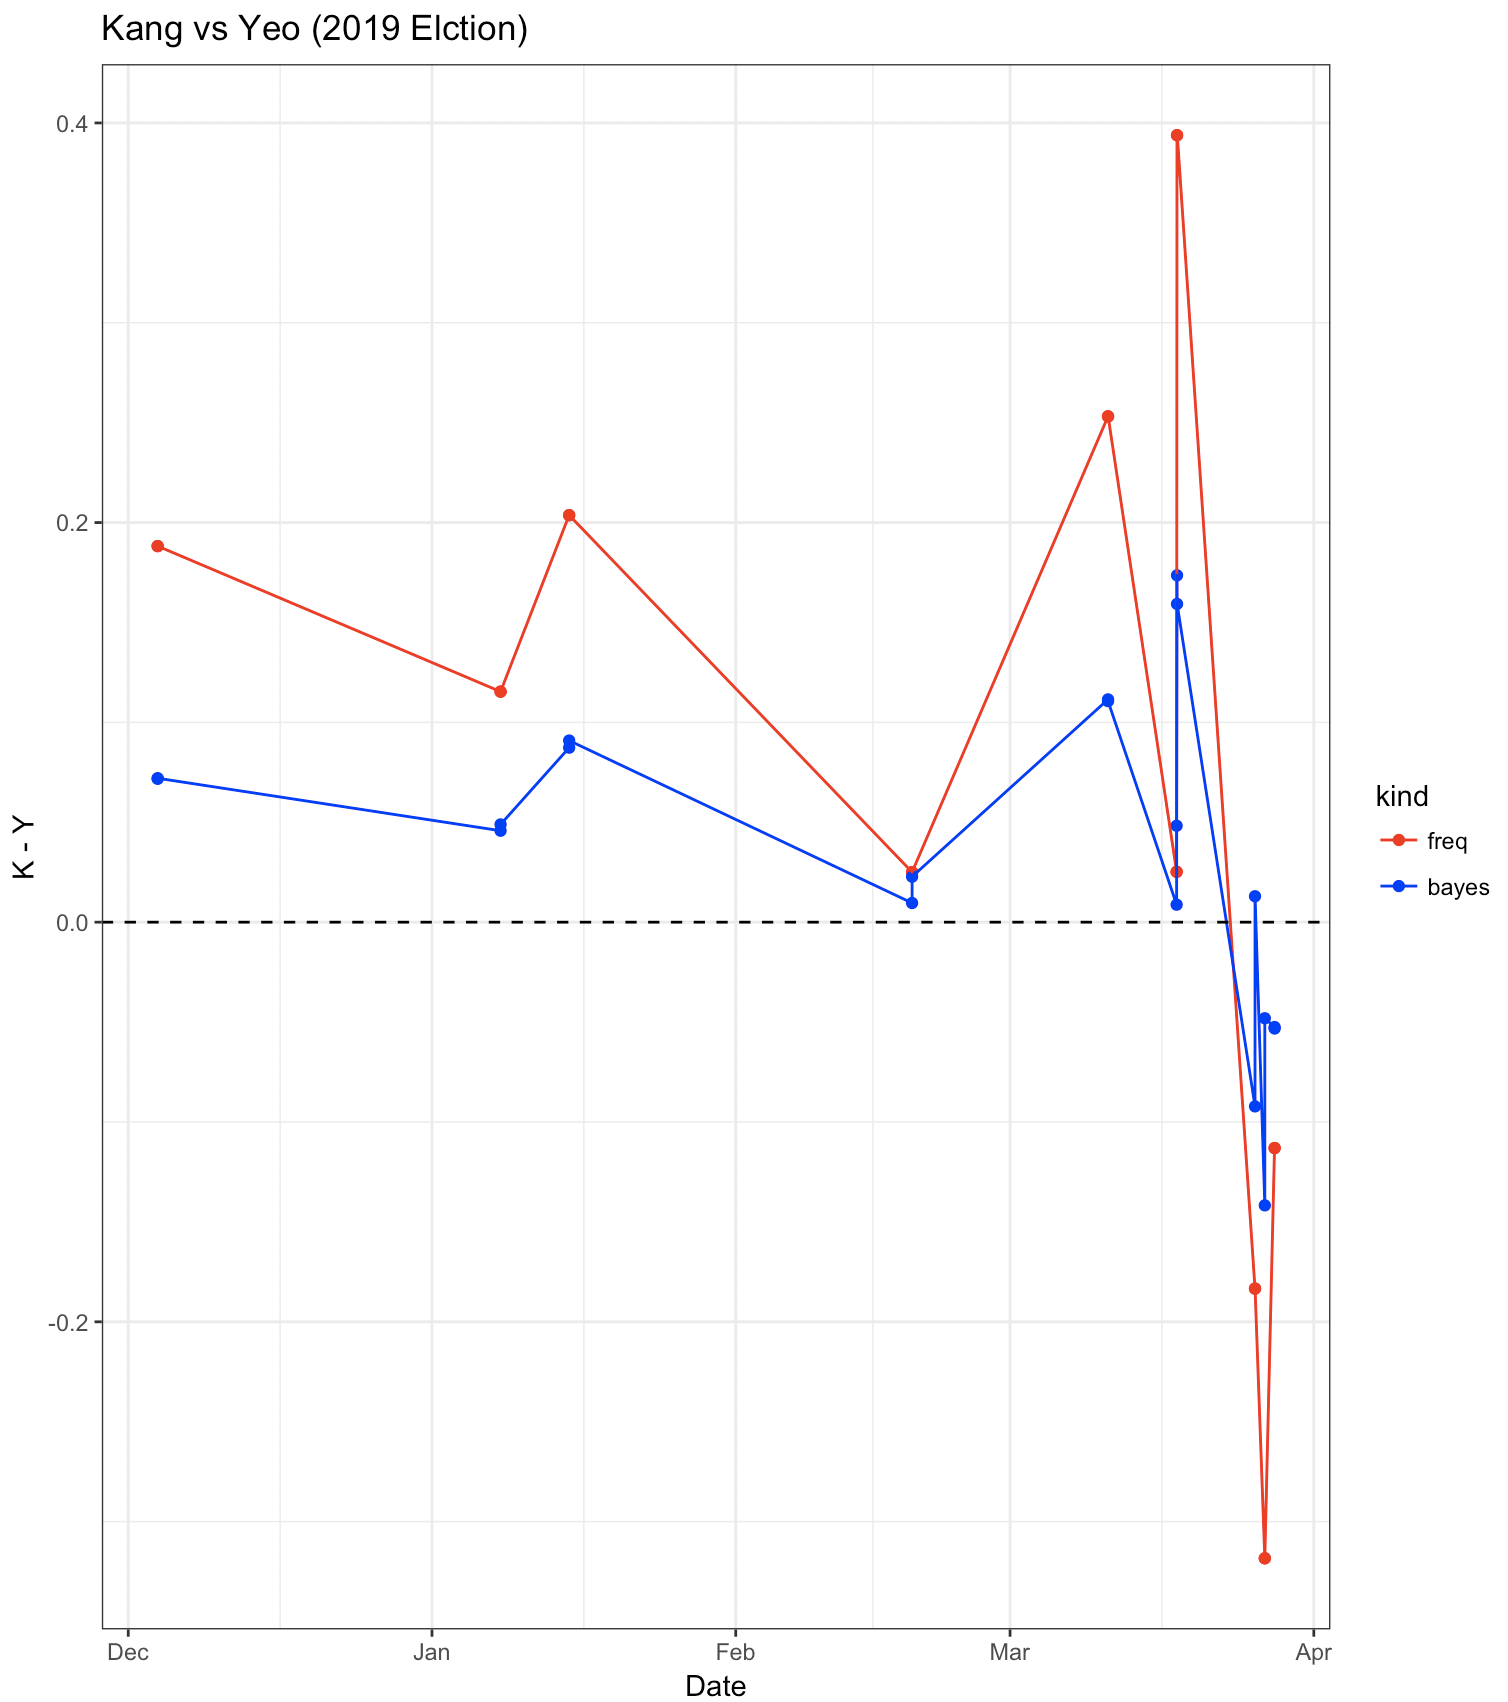 Kang vs Yeo (2019 Elction)
0.4
0.2
0.0
-0.2
K - Y
Dec Jan Feb Mar Apr
Date
kind
freq
bayes